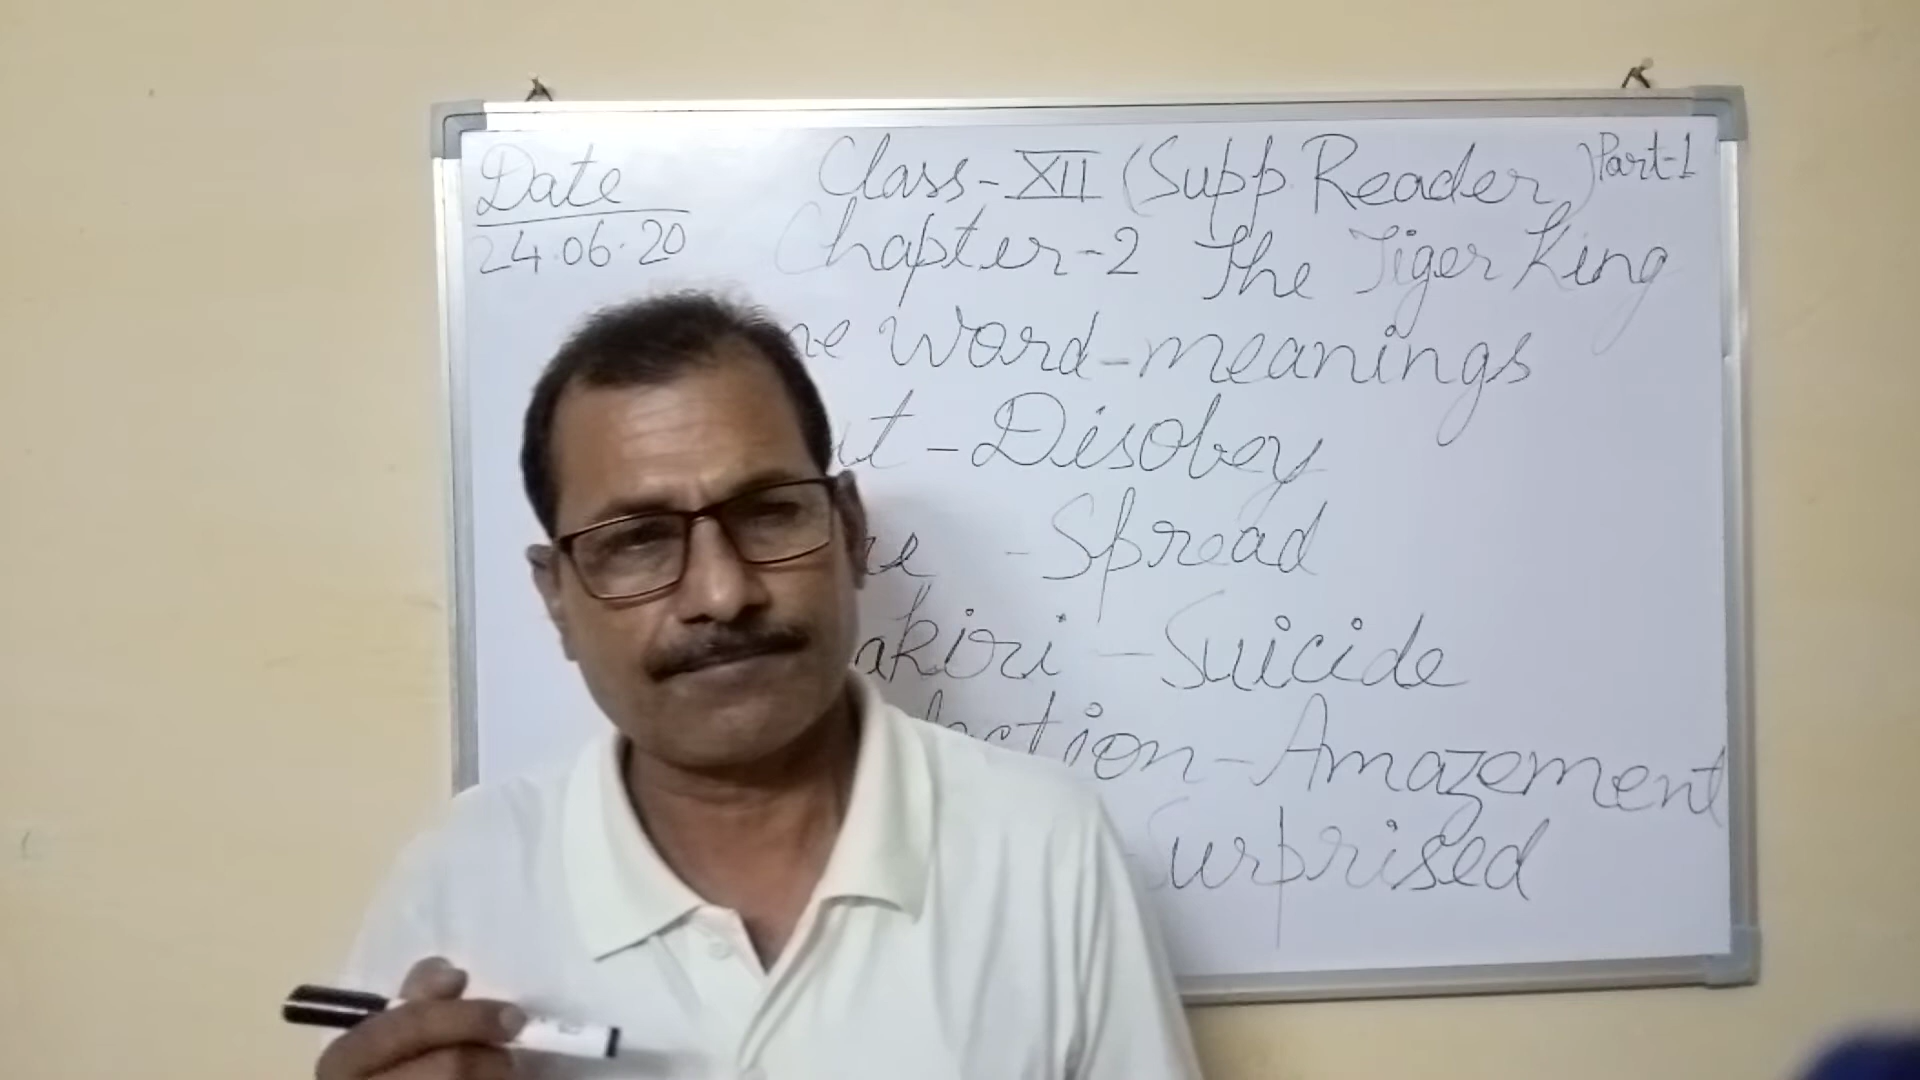 Date
24.06.20
Class-XII (Supp. Reader) Part-1
Chapter-2 The Tiger King
Word-meanings
- Disobey
- Spread
- Suicide
- Amazement
Surprised